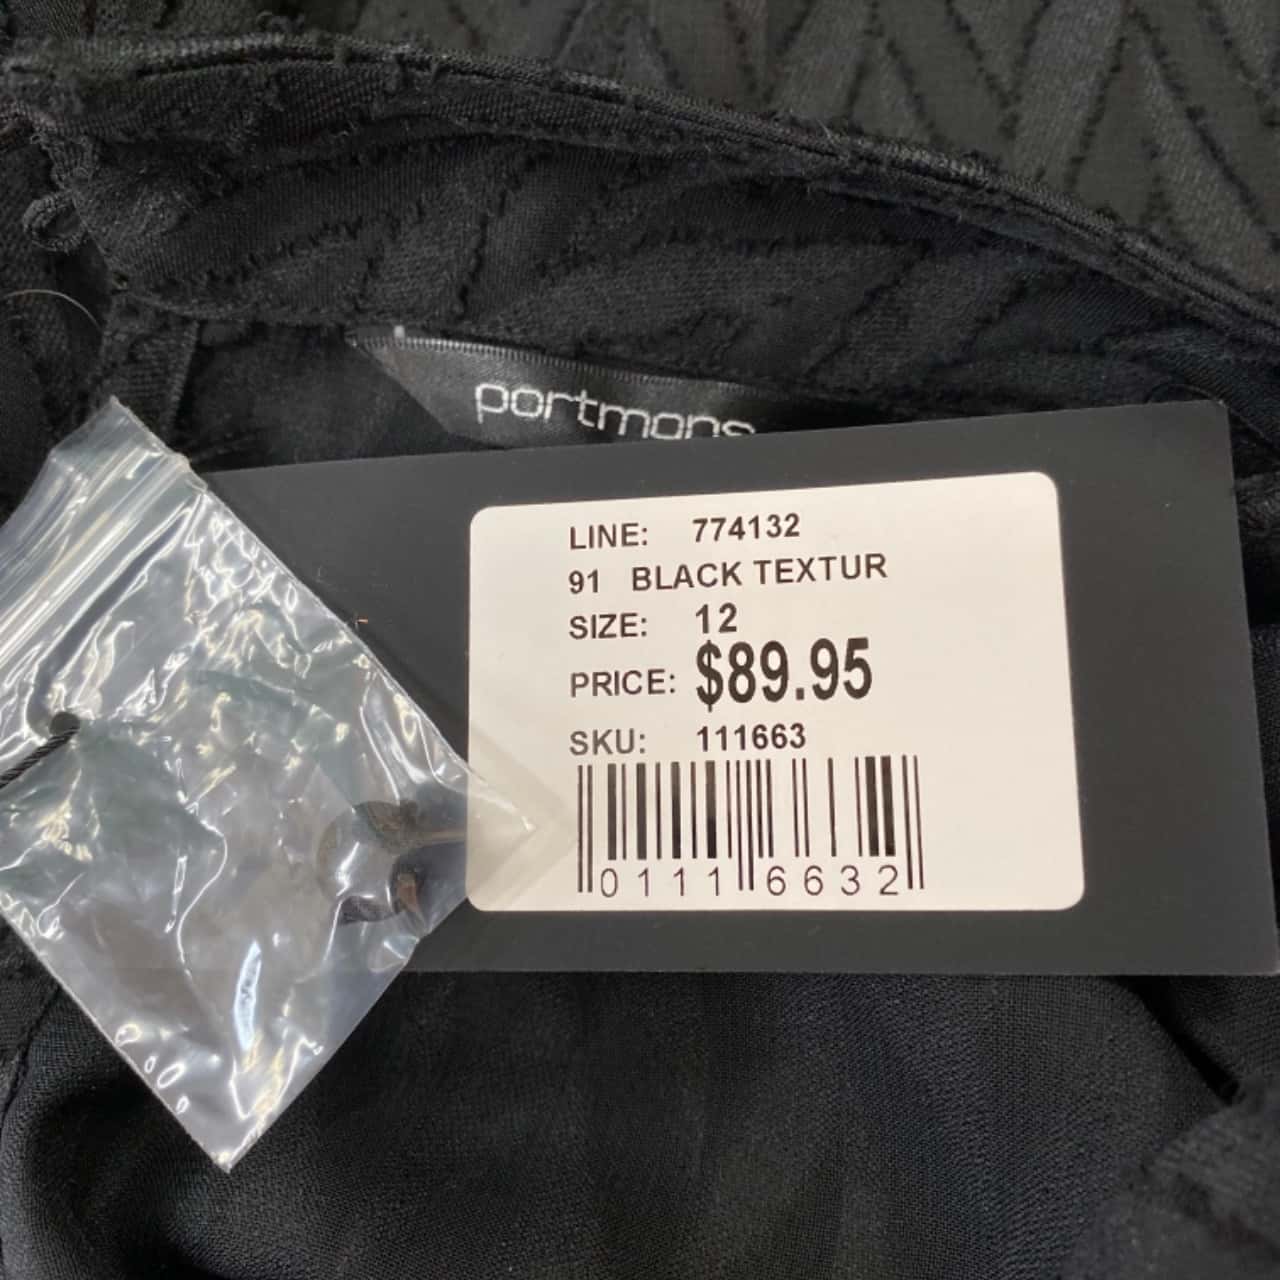 portmans
LINE: 774132
91 BLACK TEXTUR
SIZE: 12
PRICE: $89.95
SKU: 111663
0111 6632